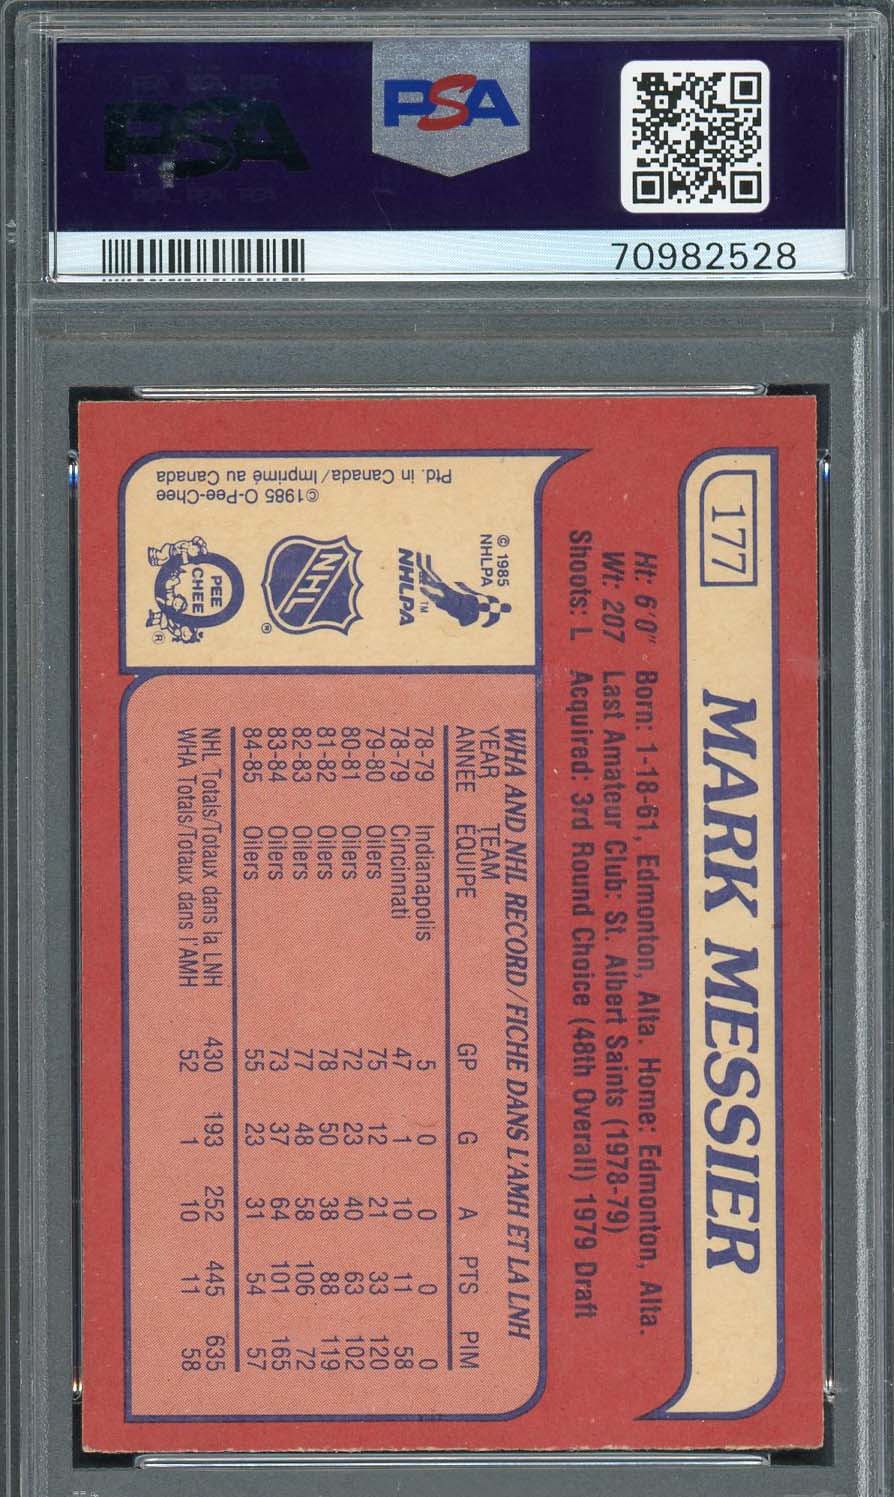 PSA
PSA
70982528
177
MARK MESSIER
Ht: 6'0" Born: 1-18-61, Edmonton, Alta. Home: Edmonton, Alta.
Wt: 207 Last Amateur Club: St. Albert Saints (1978-79)
Shoots: L Acquired: 3rd Round Choice (48th Overall) 1979 Draft
© 1985
NHLPA
NHLPA
TM
NHL
®
O
PEE
CHEE
®
©1985 O-Pee-Chee
Ptd. in Canada/Imprimé au Canada
WHA AND NHL RECORD / FICHE DANS L'AMH ET LA LNH
YEAR TEAM
ANNEE EQUIPE GP G A PTS PIM
78-79 Indianapolis 5 0 0 0 0
78-79 Cincinnati 47 1 10 11 58
79-80 Oilers 75 12 21 33 120
80-81 Oilers 72 23 40 63 102
81-82 Oilers 78 50 38 88 119
82-83 Oilers 77 48 58 106 72
83-84 Oilers 73 37 64 101 165
84-85 Oilers 55 23 31 54 57
NHL Totals/Totaux dans la LNH 430 193 252 445 635
WHA Totals/Totaux dans l'AMH 52 1 10 11 58